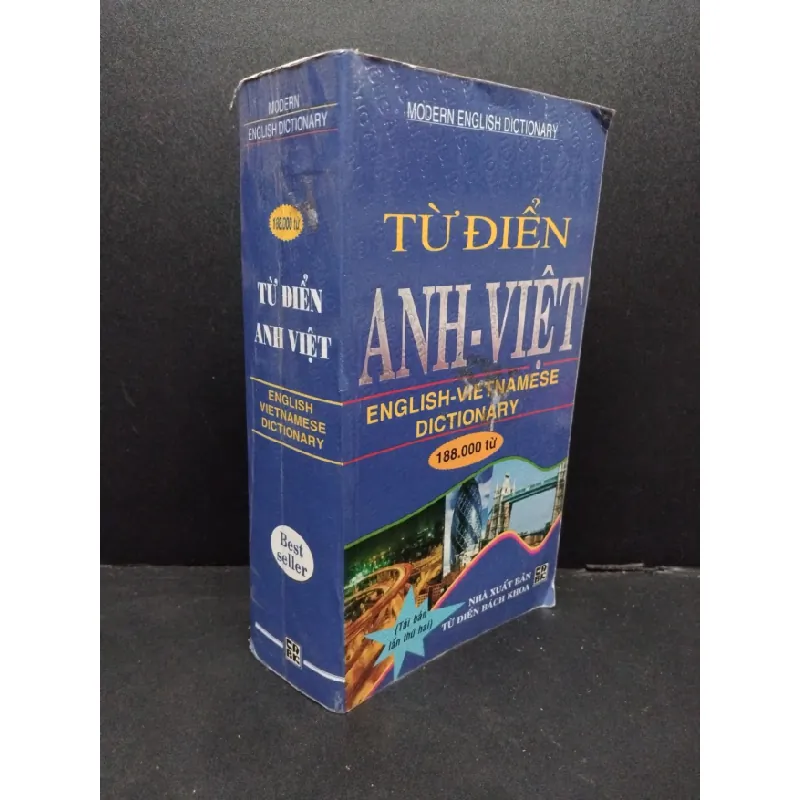 MODERN
ENGLISH DICTIONARY
188.000 từ
TỪ ĐIỂN
ANH VIỆT
ENGLISH
VIETNAMESE
DICTIONARY
Best
seller
MODERN ENGLISH DICTIONARY
TỪ ĐIỂN
ANH-VIỆT
ENGLISH-VIETNAMESE
DICTIONARY
188.000 từ
(Tái bản
lần thứ hai)
NHÀ XUẤT BẢN
TỪ ĐIỂN BÁCH KHOA